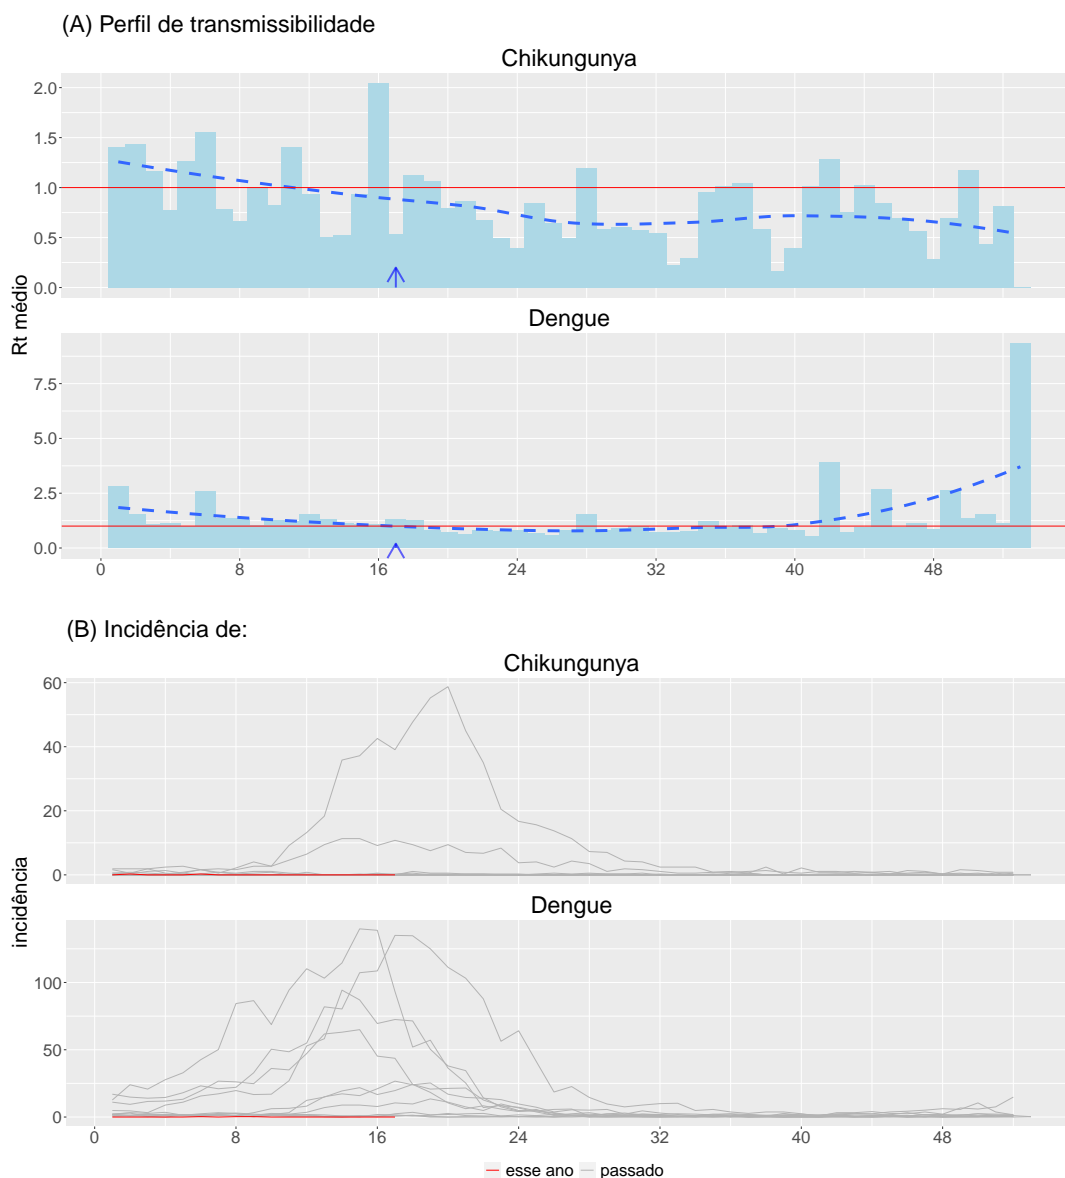 (A) Perfil de transmissibilidade
Chikungunya
2.0
1.5
1.0
0.5
0.0
Rt médio
Dengue
7.5
5.0
2.5
0.0
0 8 16 24 32 40 48
(B) Incidência de:
Chikungunya
60
40
20
0
incidência
Dengue
100
50
0
0 8 16 24 32 40 48
esse ano passado